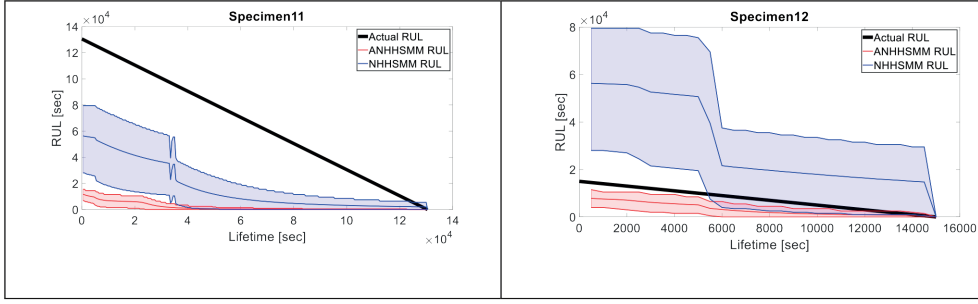 Specimen11
×10⁴
14
12
10
8
6
4
2
0
RUL [sec]
Actual RUL
ANHHSMM RUL
NHHSMM RUL
0 2 4 6 8 10 12 14
Lifetime [sec]
×10⁴
Specimen12
×10⁴
8
6
4
2
0
RUL [sec]
Actual RUL
ANHHSMM RUL
NHHSMM RUL
0 2000 4000 6000 8000 10000 12000 14000 16000
Lifetime [sec]